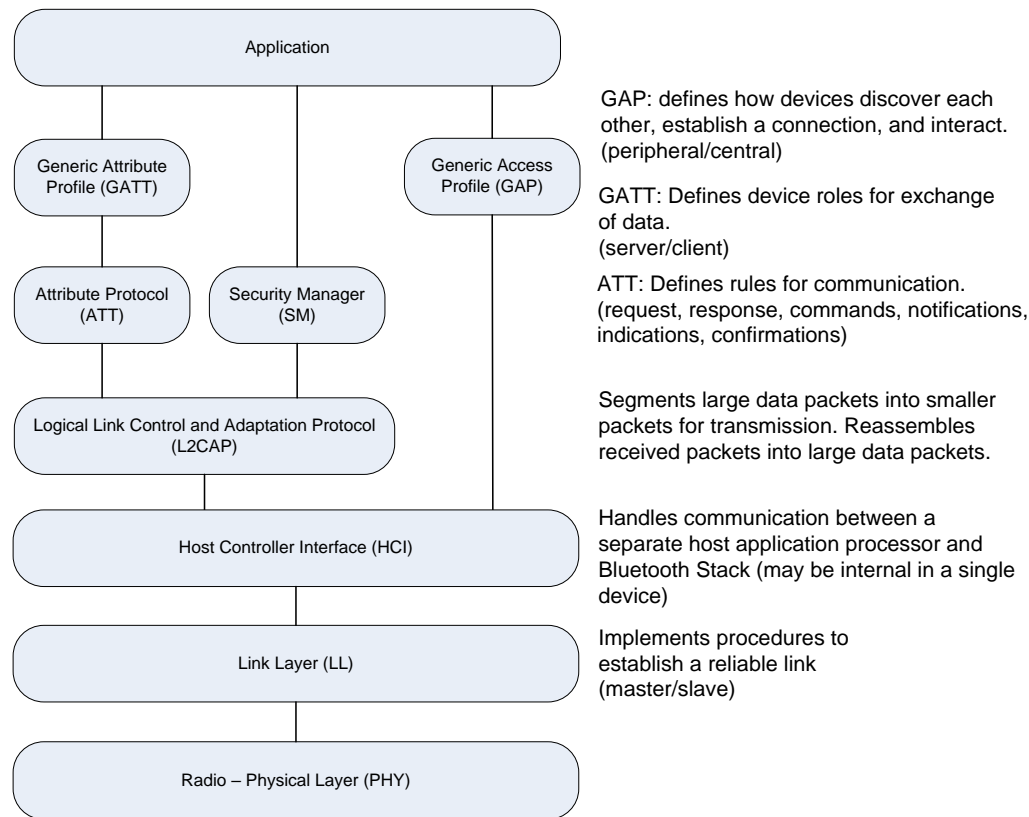 Application
GAP: defines how devices discover each
other, establish a connection, and interact.
(peripheral/central)
Generic Attribute
Profile (GATT)
Generic Access
Profile (GAP)
GATT: Defines device roles for exchange
of data.
(server/client)
Attribute Protocol
(ATT)
Security Manager
(SM)
ATT: Defines rules for communication.
(request, response, commands, notifications,
indications, confirmations)
Logical Link Control and Adaptation Protocol
(L2CAP)
Segments large data packets into smaller
packets for transmission. Reassembles
received packets into large data packets.
Host Controller Interface (HCI)
Handles communication between a
separate host application processor and
Bluetooth Stack (may be internal in a single
device)
Link Layer (LL)
Implements procedures to
establish a reliable link
(master/slave)
Radio – Physical Layer (PHY)